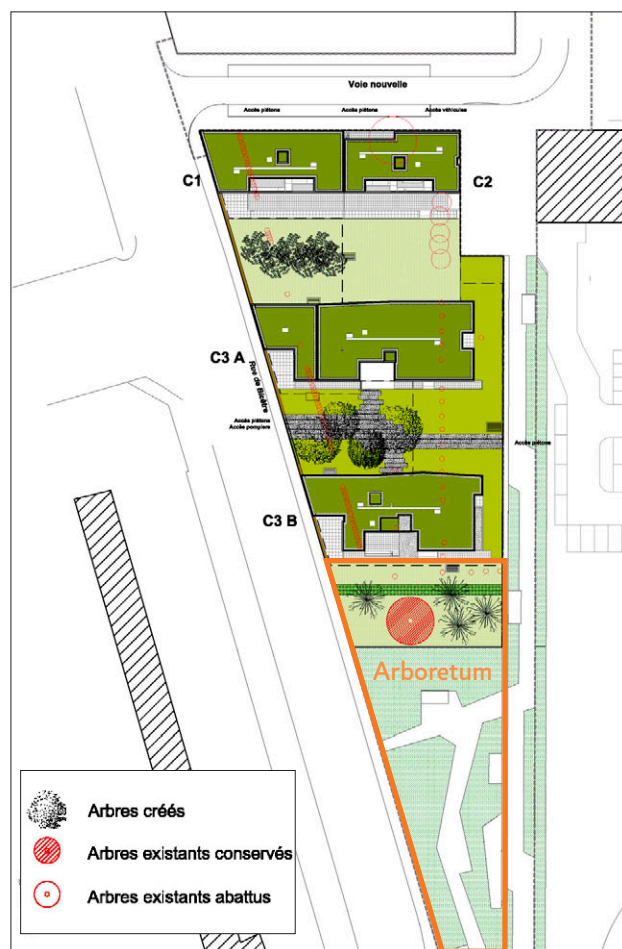 Voie nouvelle
Accès piétons
Accès piétons
Accès véhicules
C1
C2
C3 A
Rue de
Accès piétons
Accès pompiers
Accès piétons
C3 B
Arboretum
Arbres créés
Arbres existants conservés
Arbres existants abattus